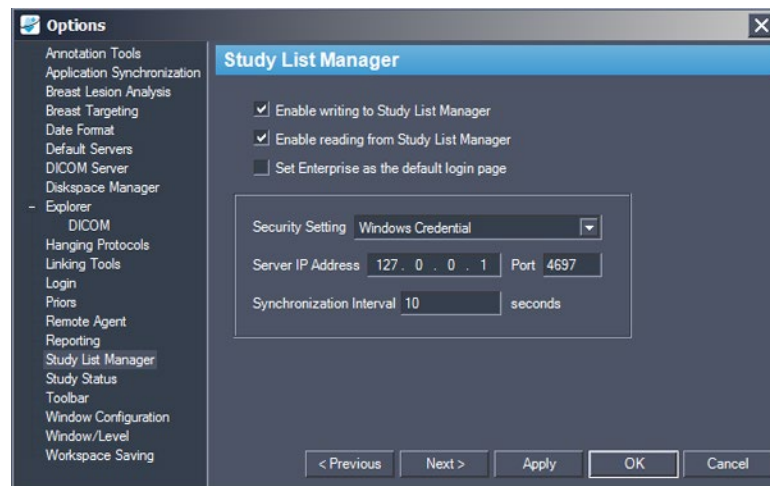 Options
Annotation Tools
Application Synchronization
Breast Lesion Analysis
Breast Targeting
Date Format
Default Servers
DICOM Server
Diskspace Manager
- Explorer
DICOM
Hanging Protocols
Linking Tools
Login
Priors
Remote Agent
Reporting
Study List Manager
Study Status
Toolbar
Window Configuration
Window/Level
Workspace Saving
Study List Manager
Enable writing to Study List Manager
Enable reading from Study List Manager
Set Enterprise as the default login page
Security Setting Windows Credential
Server IP Address 127 . 0 . 0 . 1 Port 4697
Synchronization Interval 10 seconds
< Previous Next > Apply OK Cancel